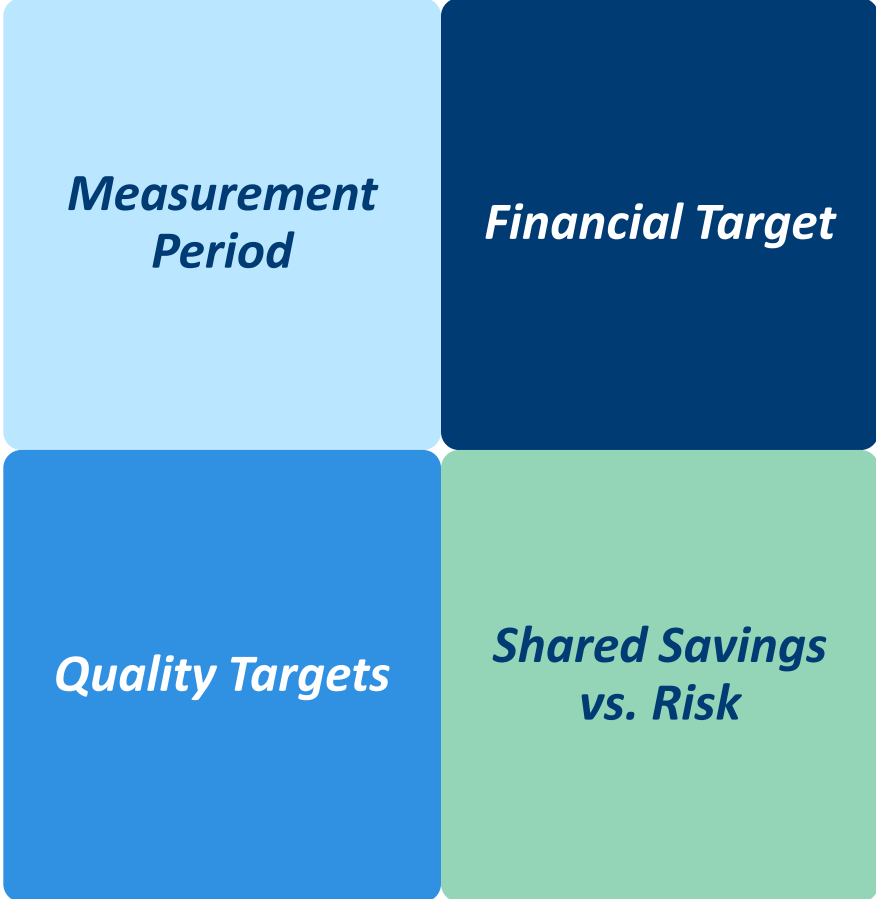 Measurement
Period
Financial Target
Quality Targets
Shared Savings
vs. Risk